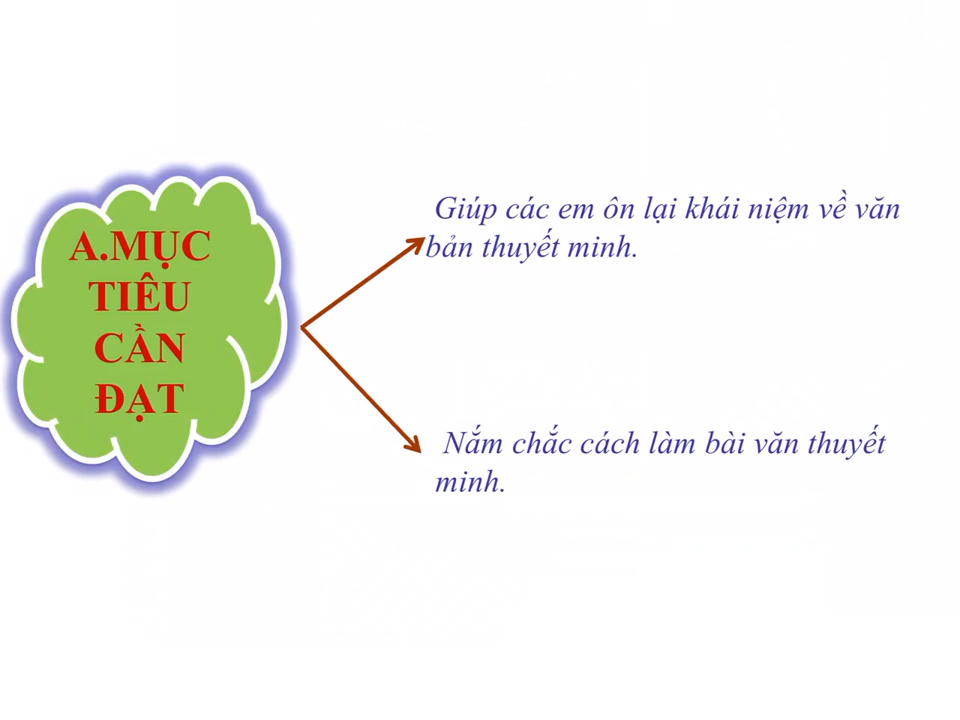 A.MỤC
TIÊU
CẦN
ĐẠT
Giúp các em ôn lại khái niệm về văn
bản thuyết minh.
Nắm chắc cách làm bài văn thuyết
minh.